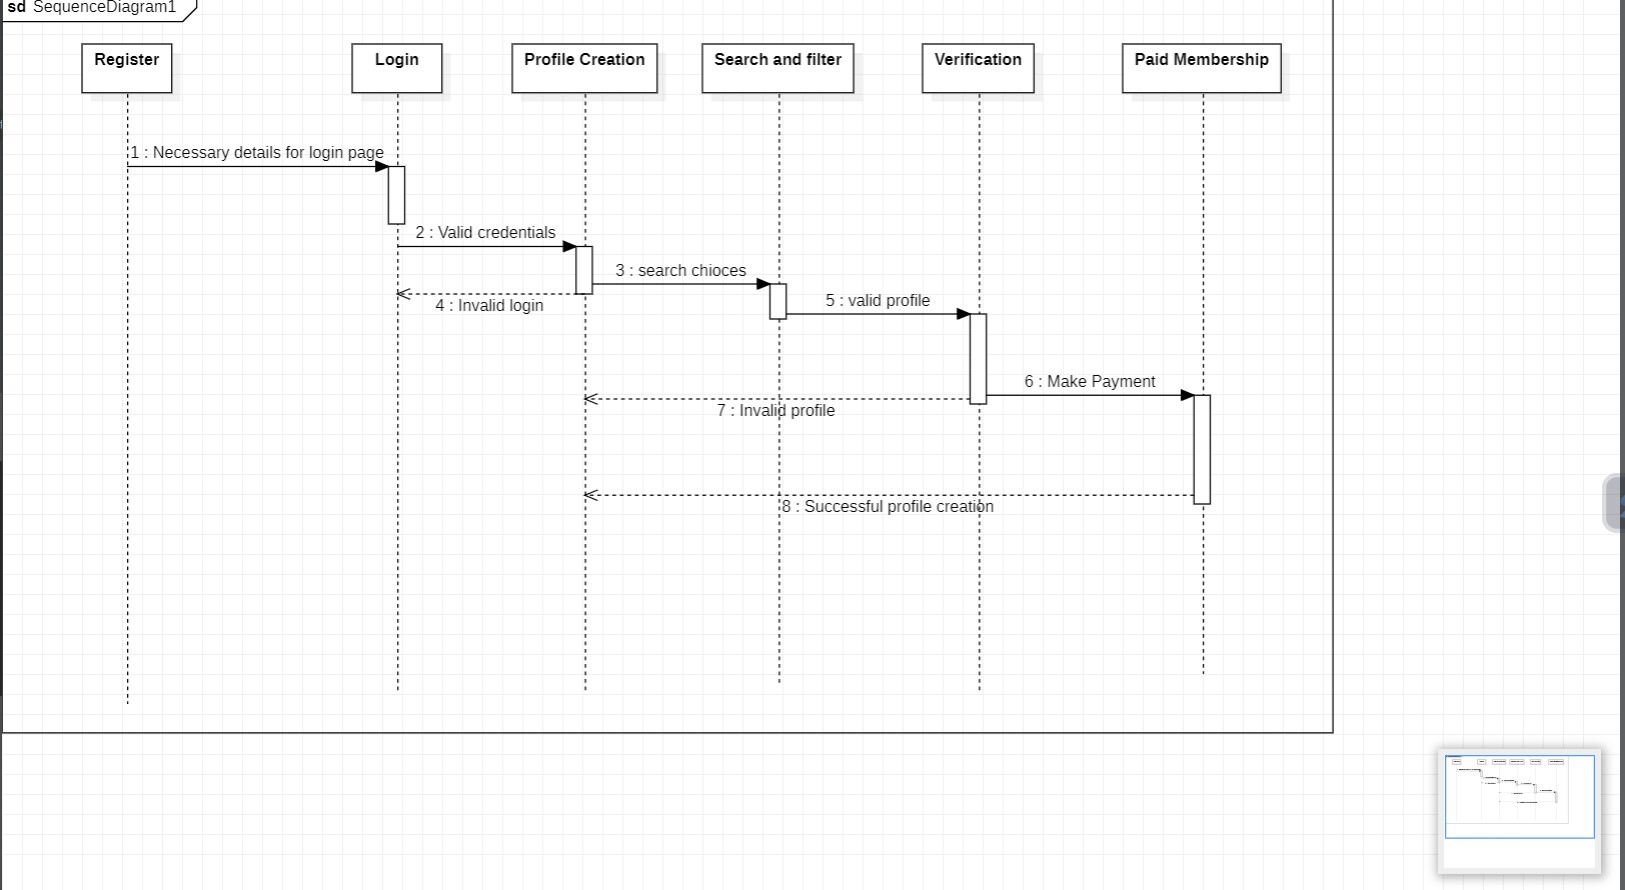 sd SequenceDiagram1
Register
Login
Profile Creation
Search and filter
Verification
Paid Membership
1 : Necessary details for login page
2 : Valid credentials
3 : search chioces
4 : Invalid login
5 : valid profile
6 : Make Payment
7 : Invalid profile
8 : Successful profile creation